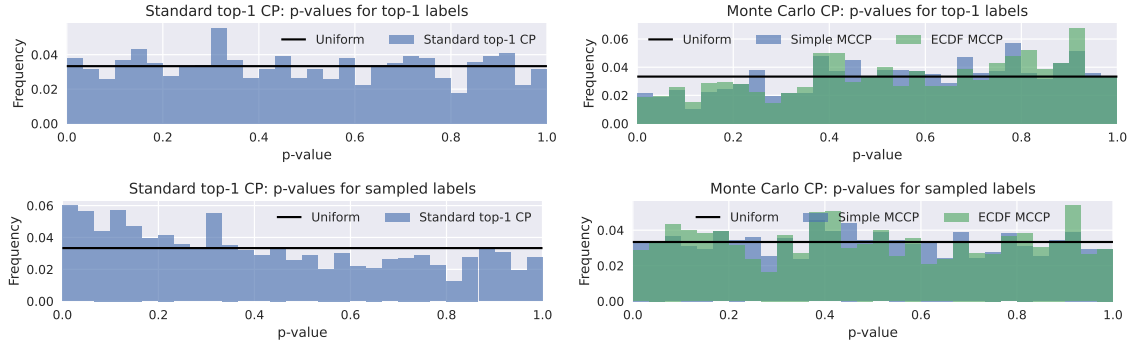 Standard top-1 CP: p-values for top-1 labels
Frequency
0.04
0.02
0.00
Uniform
Standard top-1 CP
0.0 0.2 0.4 0.6 0.8 1.0
p-value
Monte Carlo CP: p-values for top-1 labels
Frequency
0.06
0.04
0.02
0.00
Uniform
Simple MCCP
ECDF MCCP
0.0 0.2 0.4 0.6 0.8 1.0
p-value
Standard top-1 CP: p-values for sampled labels
Frequency
0.06
0.04
0.02
0.00
Uniform
Standard top-1 CP
0.0 0.2 0.4 0.6 0.8 1.0
p-value
Monte Carlo CP: p-values for sampled labels
Frequency
0.04
0.02
0.00
Uniform
Simple MCCP
ECDF MCCP
0.0 0.2 0.4 0.6 0.8 1.0
p-value